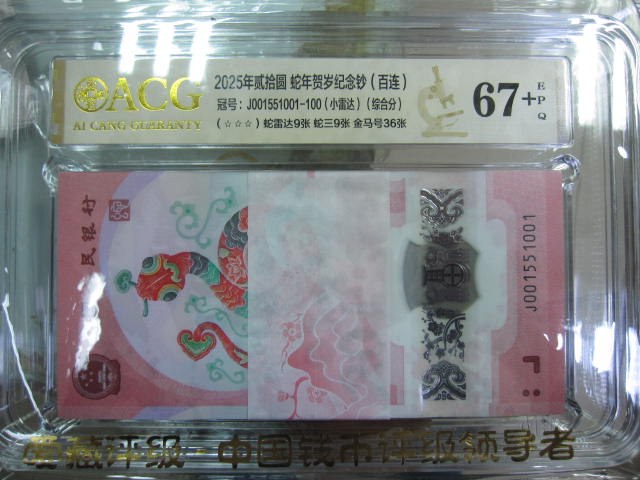 ACG
AI CANG GUARANTY
2025年贰拾圆 蛇年贺岁纪念钞(百连)
冠号: J001551001-100(小雷达)(综合分)
(☆☆☆)蛇雷达9张 蛇三9张 金马号36张
67+
EPQ
民银行
J001551001
爱藏评级·中国钱币评级领导者